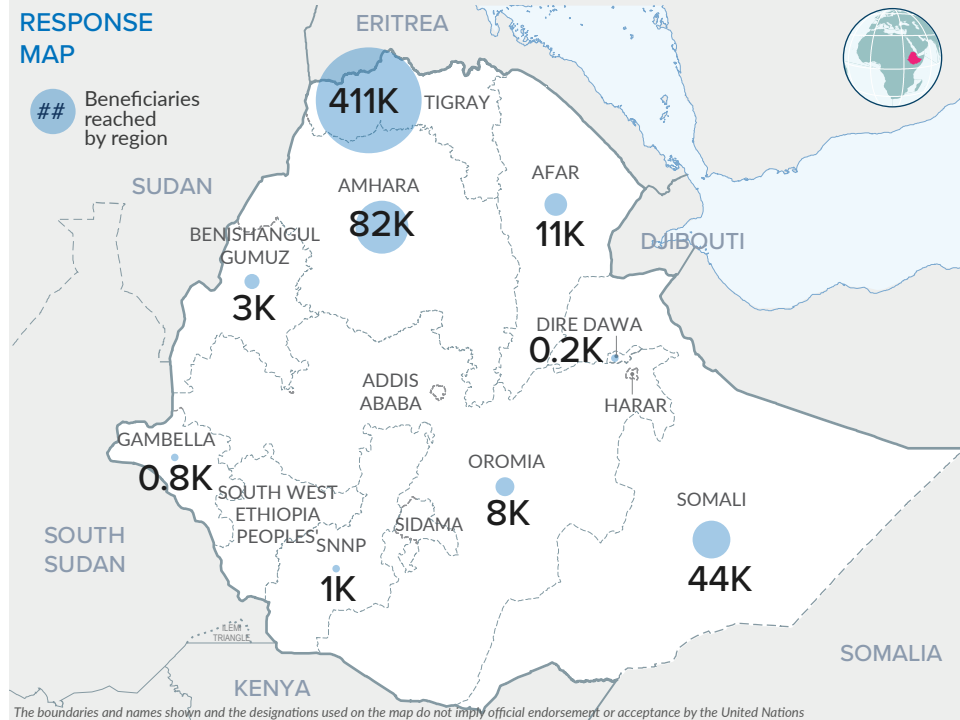 RESPONSE
MAP
##
Beneficiaries
reached
by region
ERITREA
411K
TIGRAY
SUDAN
AMHARA
82K
AFAR
11K
BENISHANGUL
GUMUZ
3K
DJIBOUTI
DIRE DAWA
0.2K
ADDIS
ABABA
HARAR
GAMBELLA
0.8K
SOUTH WEST
ETHIOPIA
PEOPLES'
OROMIA
8K
SOMALI
44K
SIDAMA
SNNP
1K
SOUTH
SUDAN
ILEMI
TRIANGLE
SOMALIA
KENYA
The boundaries and names shown and the designations used on the map do not imply official endorsement or acceptance by the United Nations